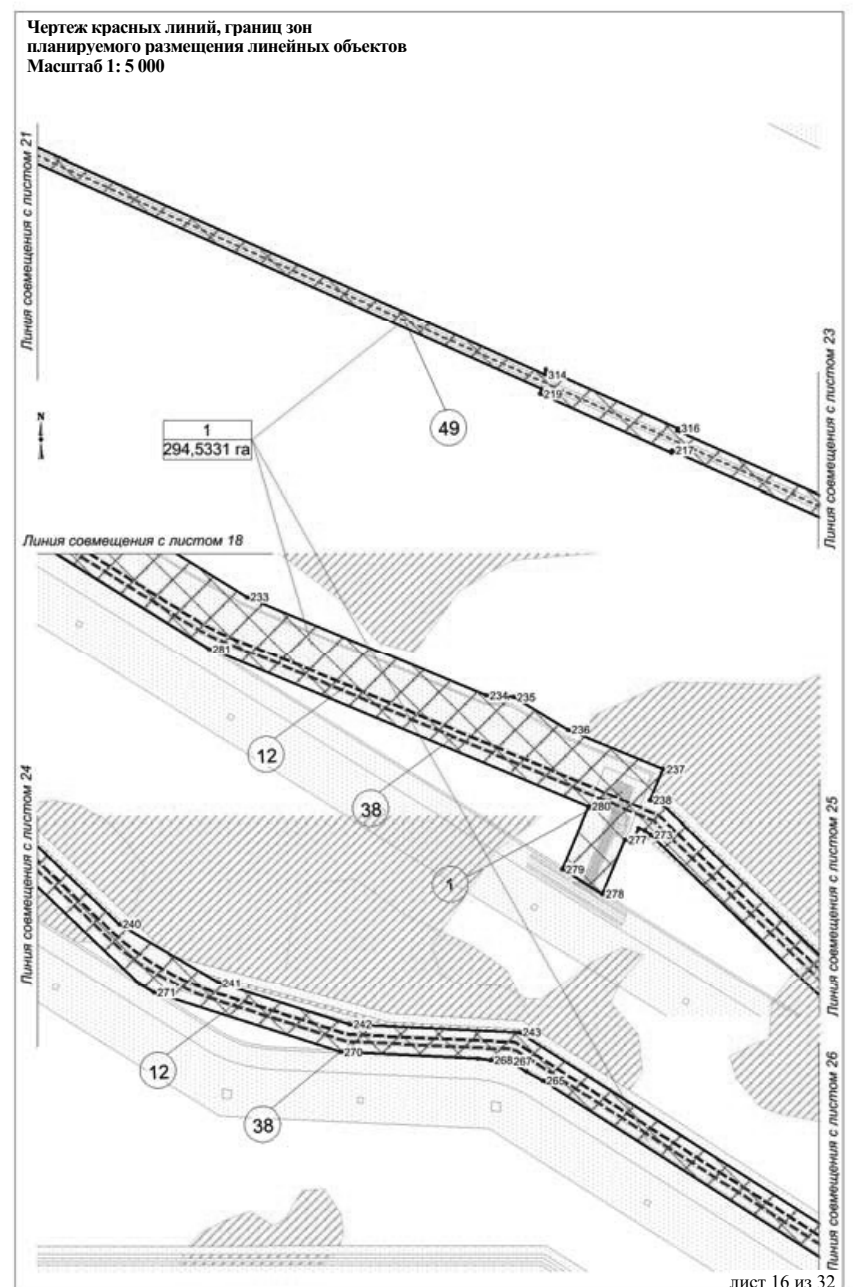 Чертеж красных линий, границ зон
планируемого размещения линейных объектов
Масштаб 1: 5 000
Линия совмещения с листом 21
314
219
316
217
Линия совмещения с листом 23
N
1
294,5331 га
49
Линия совмещения с листом 18
233
281
234
235
236
237
238
280
277
273
279
278
12
38
1
Линия совмещения с листом 25
Линия совмещения с листом 24
240
241
271
242
243
270
268
267
265
12
38
Линия совмещения с листом 26
лист 16 из 32